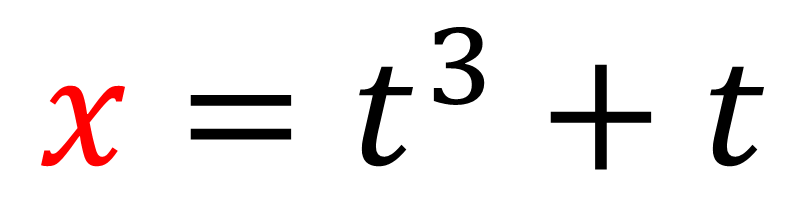 x = t³ + t